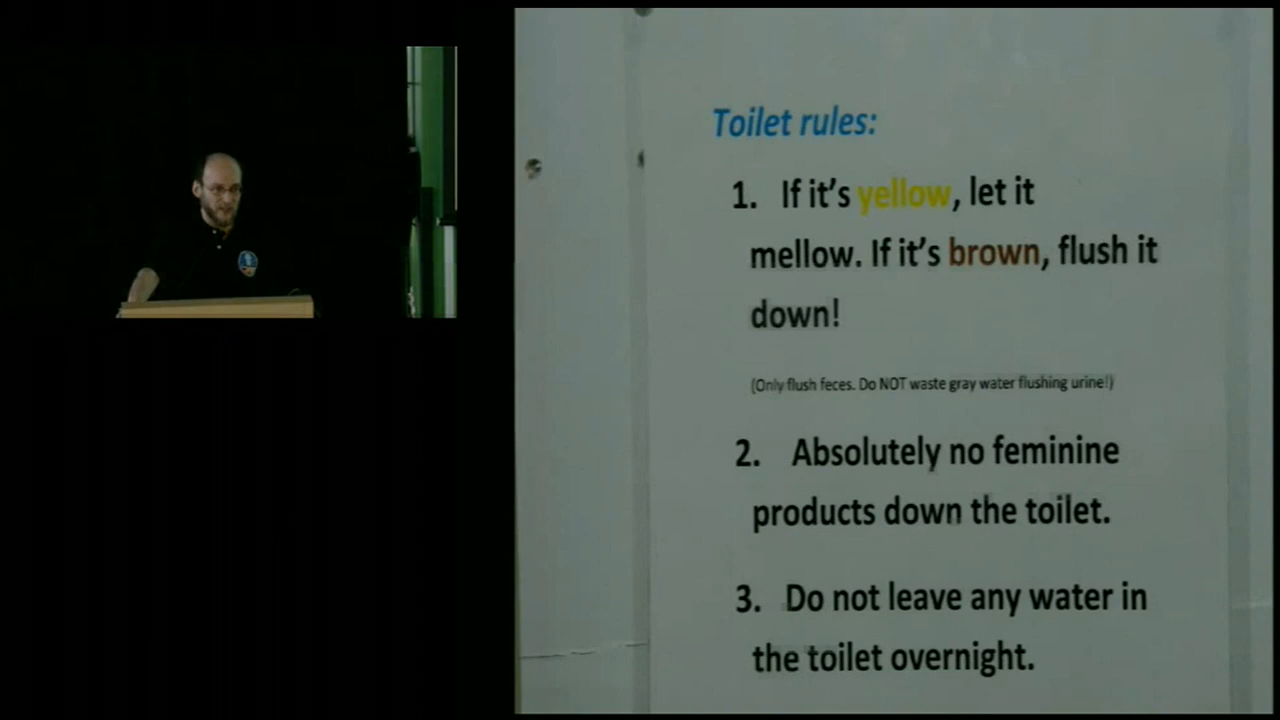 Toilet rules:
1. If it's yellow, let it
mellow. If it's brown, flush it
down!
(Only flush feces. Do NOT waste gray water flushing urine!)
2. Absolutely no feminine
products down the toilet.
3. Do not leave any water in
the toilet overnight.